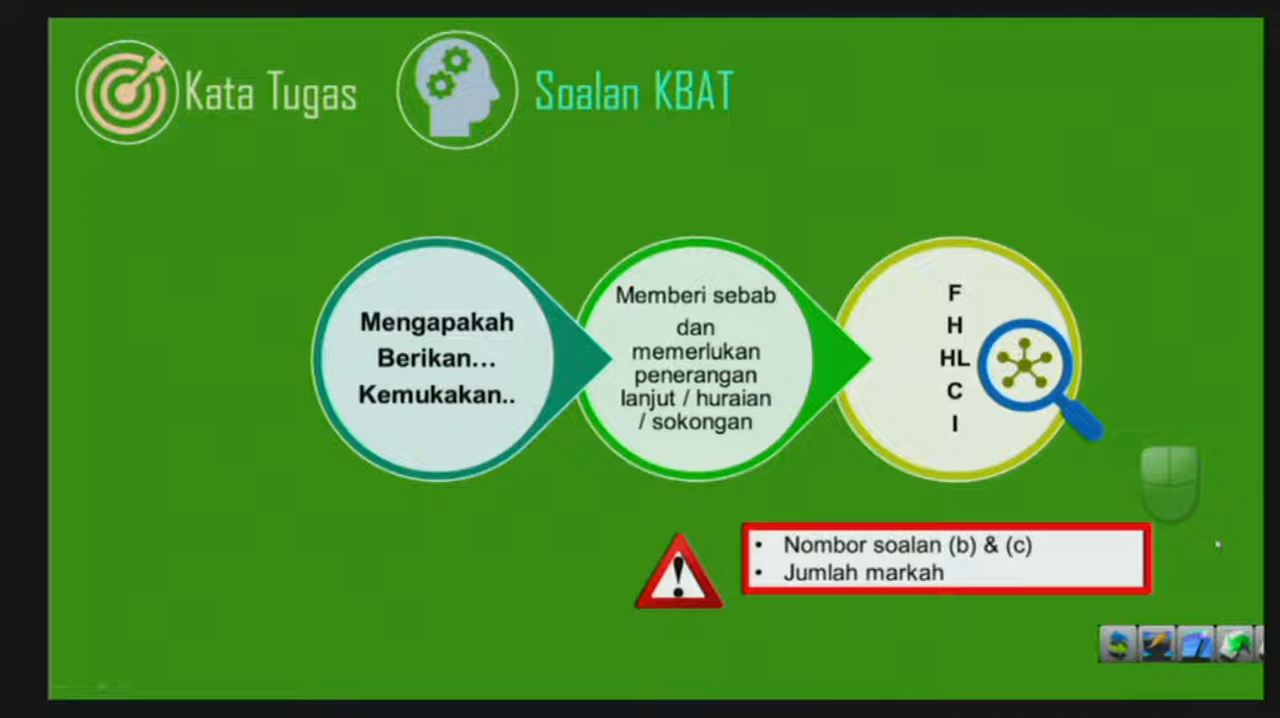 Kata Tugas
Soalan KBAT
Mengapakah
Berikan...
Kemukakan..
Memberi sebab
dan
memerlukan
penerangan
lanjut / huraian
/ sokongan
F
H
HL
C
I
!
• Nombor soalan (b) & (c)
• Jumlah markah